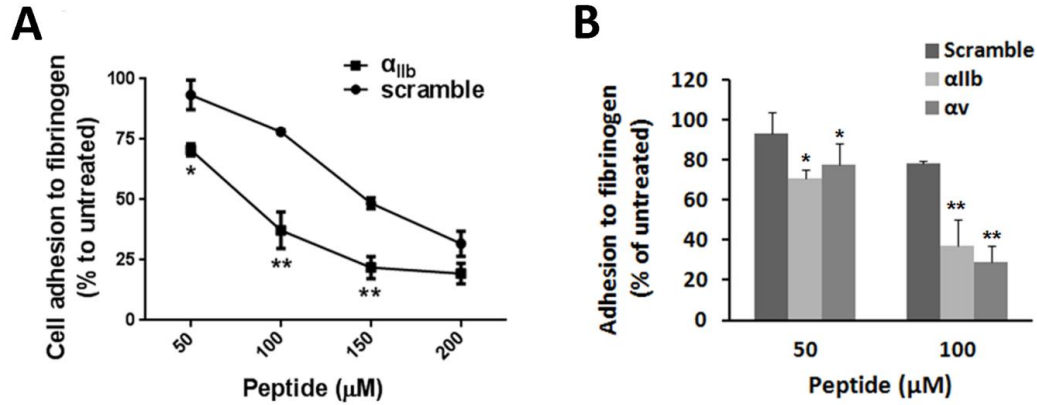 A
α_IIb
scramble
Cell adhesion to fibrinogen
(% to untreated)
100
75
50
25
0
*
**
**
50
100
150
200
Peptide (μM)
B
Scramble
αIIb
αv
Adhesion to fibrinogen
(% of untreated)
120
100
80
60
40
20
0
*
*
**
**
50
100
Peptide (μM)